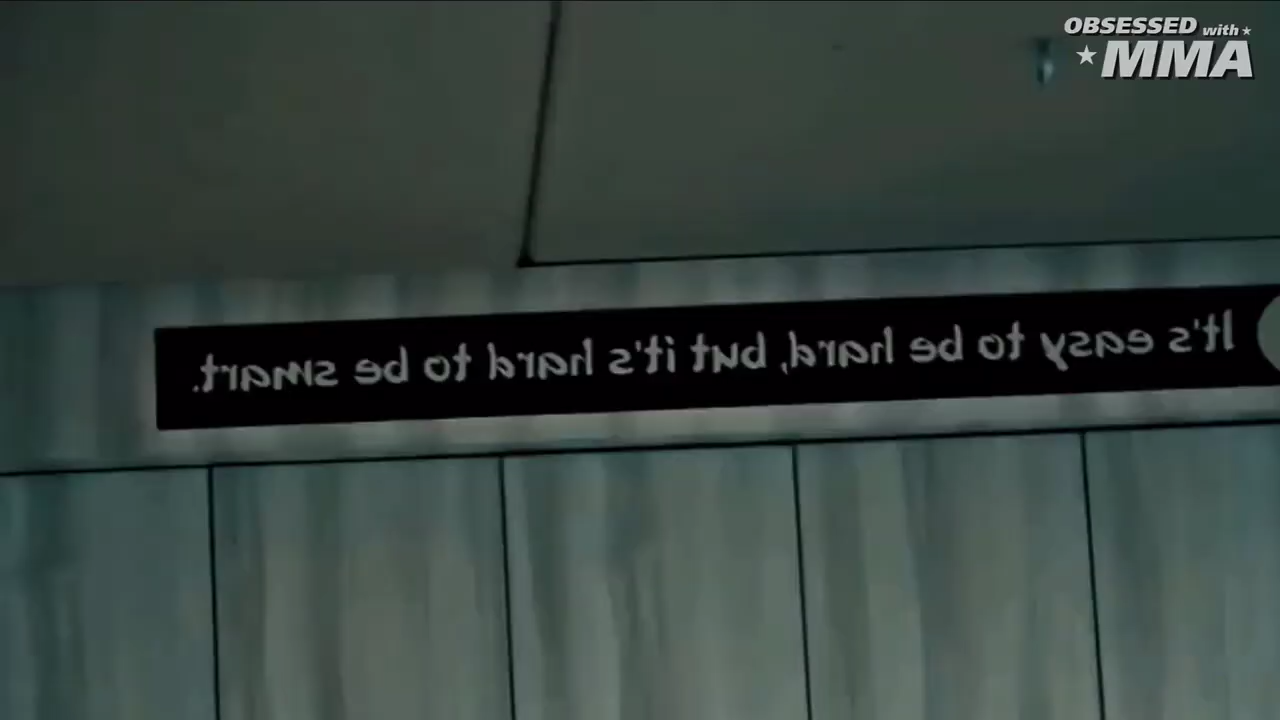 OBSESSED with
MMA
It's easy to be hard, but it's hard to be smart.